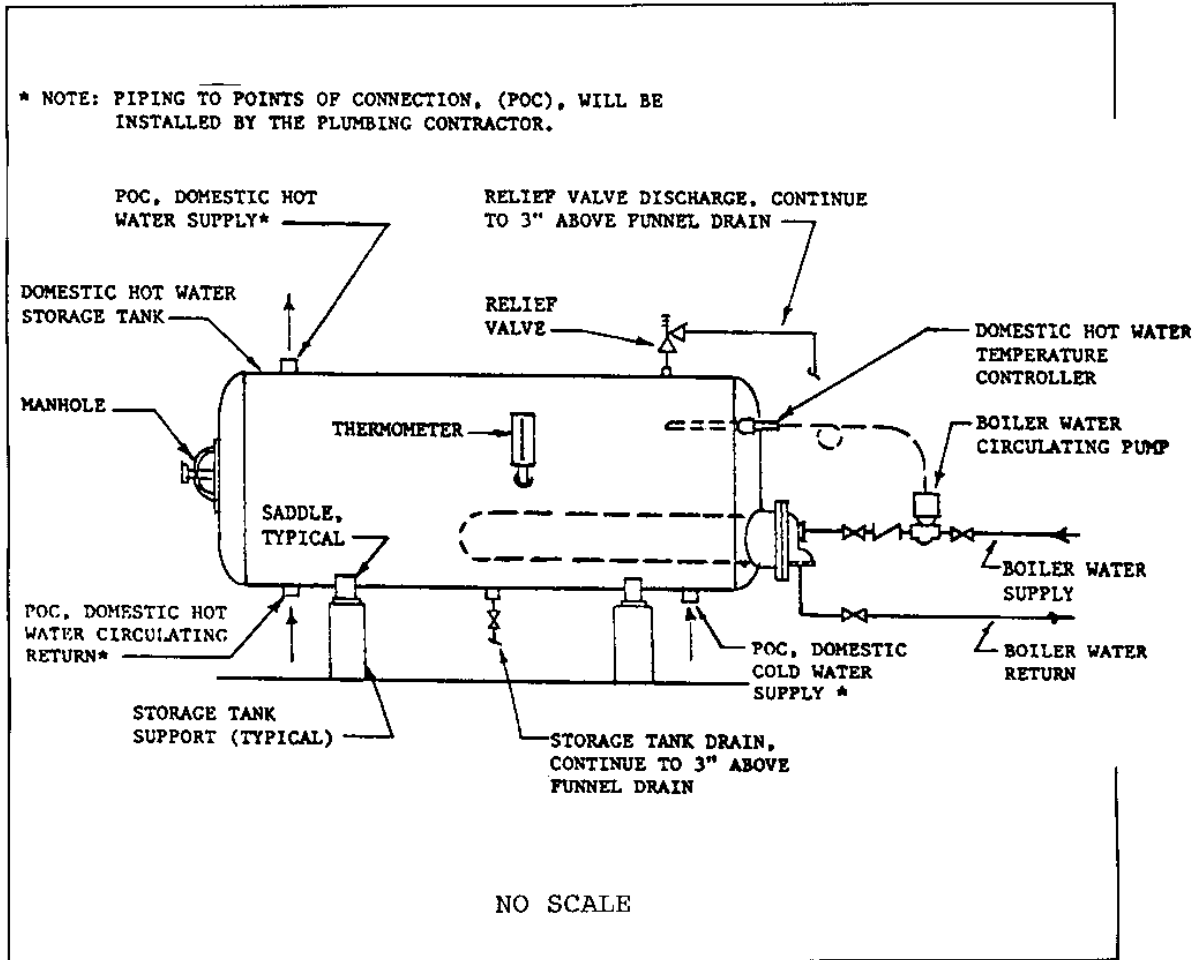 * NOTE: PIPING TO POINTS OF CONNECTION, (POC), WILL BE
INSTALLED BY THE PLUMBING CONTRACTOR.
POC, DOMESTIC HOT
WATER SUPPLY*
RELIEF VALVE DISCHARGE, CONTINUE
TO 3" ABOVE FUNNEL DRAIN
DOMESTIC HOT WATER
STORAGE TANK
RELIEF
VALVE
DOMESTIC HOT WATER
TEMPERATURE
CONTROLLER
MANHOLE
THERMOMETER
BOILER WATER
CIRCULATING PUMP
SADDLE,
TYPICAL
BOILER WATER
SUPPLY
POC, DOMESTIC HOT
WATER CIRCULATING
RETURN*
POC, DOMESTIC
COLD WATER
SUPPLY *
BOILER WATER
RETURN
STORAGE TANK
SUPPORT (TYPICAL)
STORAGE TANK DRAIN,
CONTINUE TO 3" ABOVE
FUNNEL DRAIN
NO SCALE